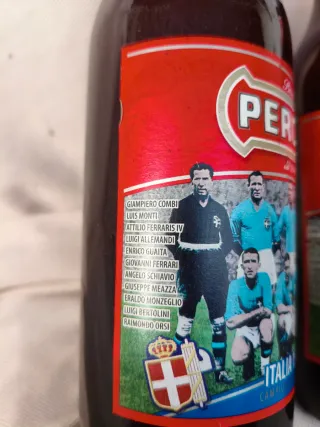 PER
GIAMPIERO COMBI
LUIS MONTI
ATTILIO FERRARIS IV
LUIGI ALLEMANDI
ENRICO GUAITA
GIOVANNI FERRARI
ANGELO SCHIAVIO
GIUSEPPE MEAZZA
ERALDO MONZEGLIO
LUIGI BERTOLINI
RAIMONDO ORSI
ITALIA